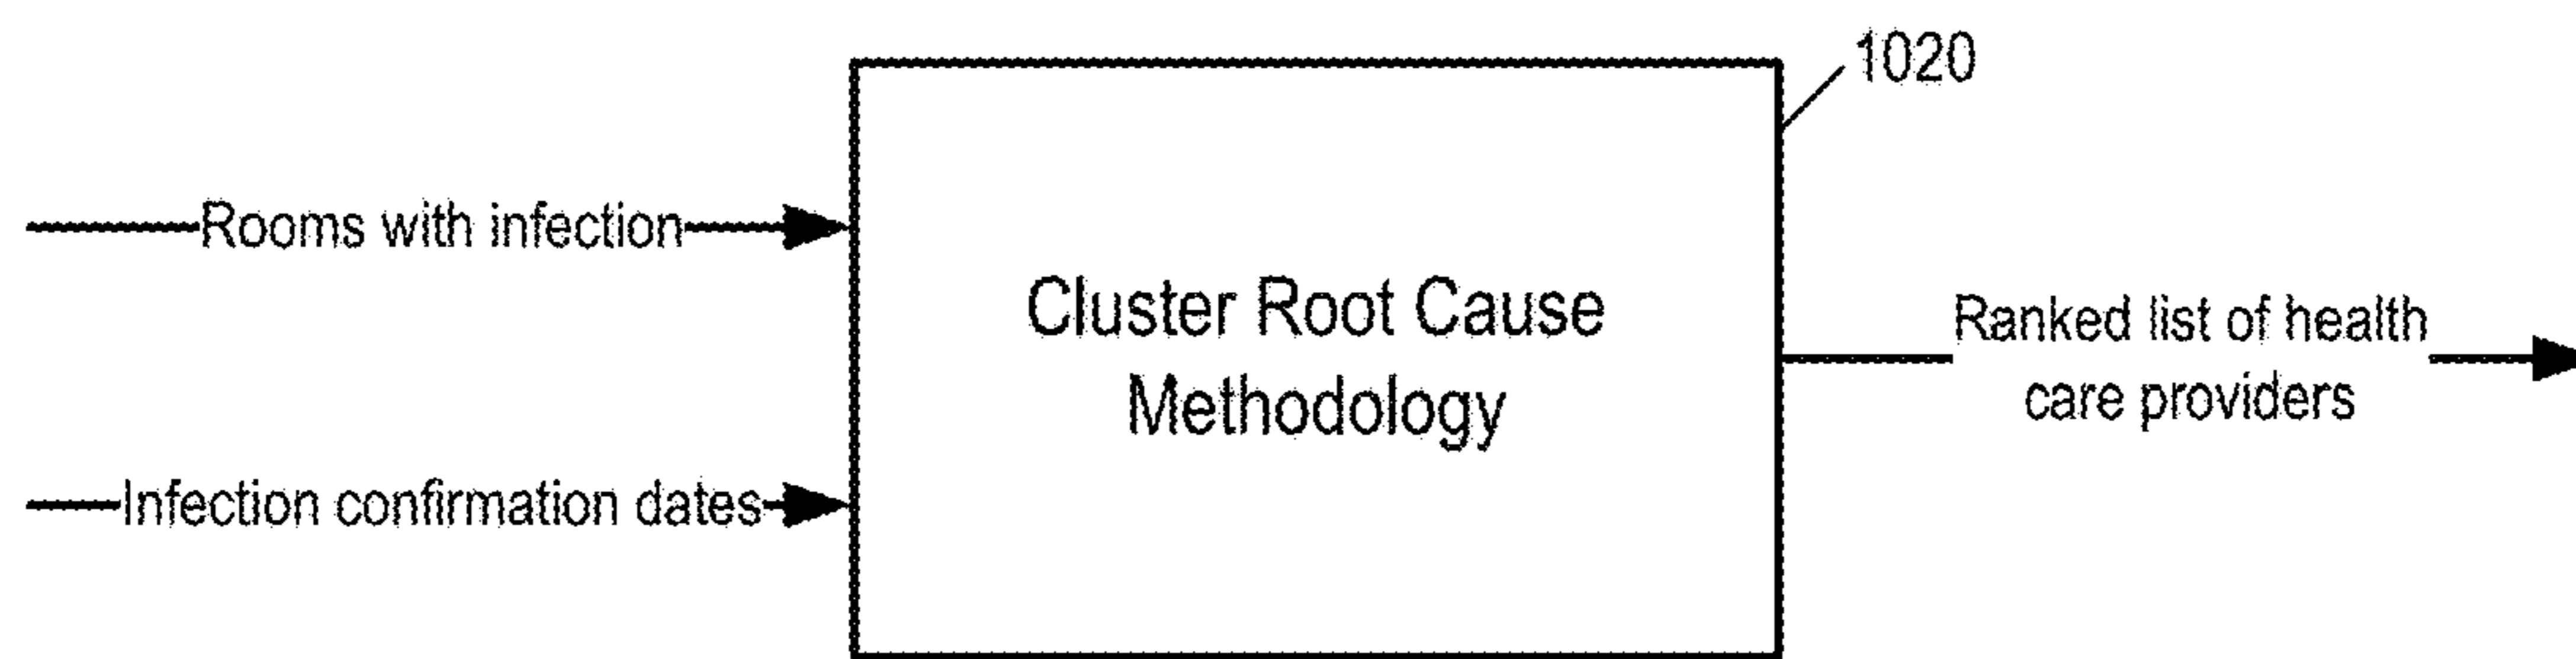 1020
Rooms with infection
Cluster Root Cause
Methodology
Ranked list of health
care providers
Infection confirmation dates